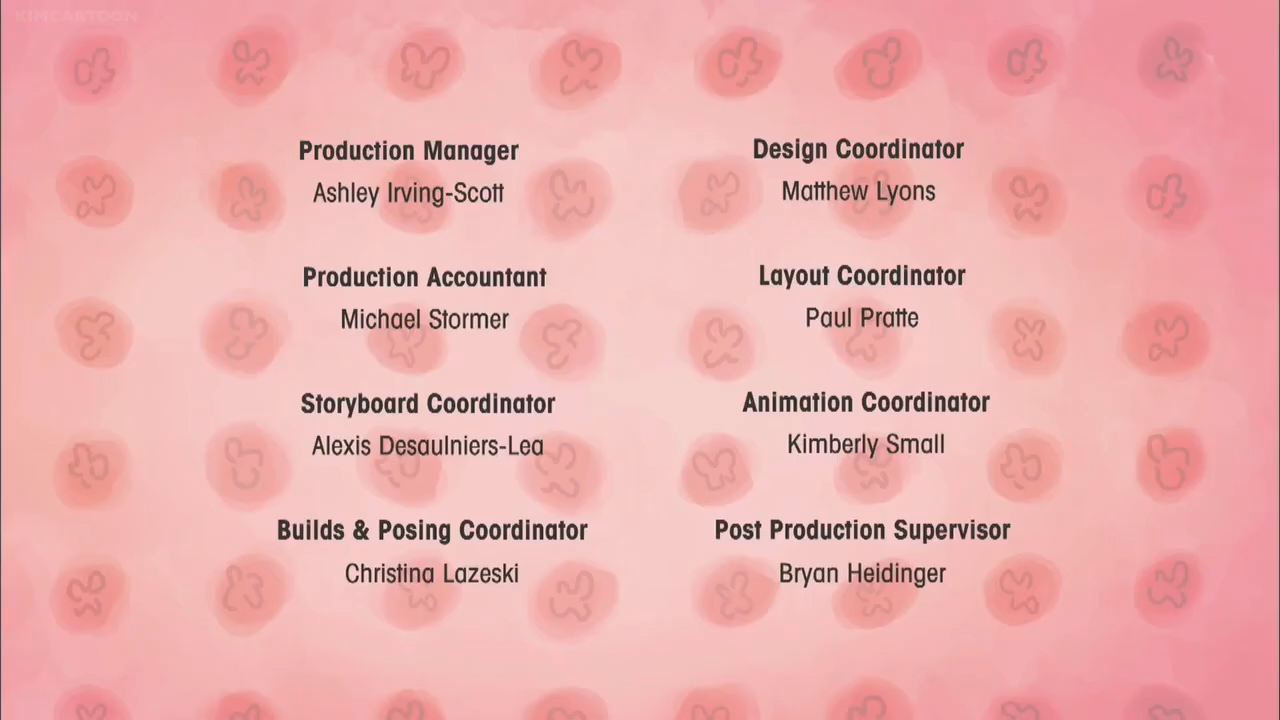 KIMCARTOON
Production Manager
Ashley Irving-Scott
Production Accountant
Michael Stormer
Storyboard Coordinator
Alexis Desaulniers-Lea
Builds & Posing Coordinator
Christina Lazeski
Design Coordinator
Matthew Lyons
Layout Coordinator
Paul Pratte
Animation Coordinator
Kimberly Small
Post Production Supervisor
Bryan Heidinger